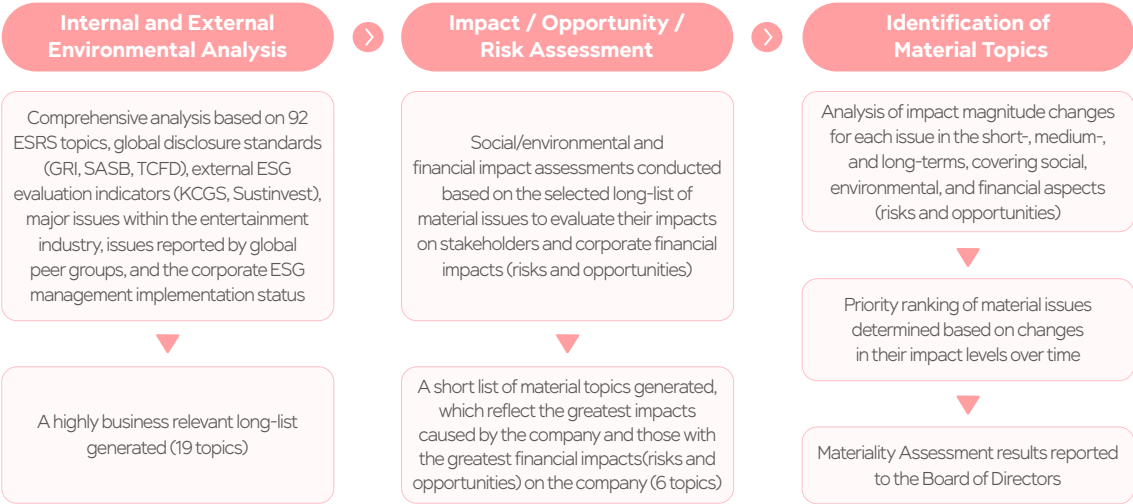 Internal and External
Environmental Analysis
Comprehensive analysis based on 92
ESRS topics, global disclosure standards
(GRI, SASB, TCFD), external ESG
evaluation indicators (KCGS, Sustinvest),
major issues within the entertainment
industry, issues reported by global
peer groups, and the corporate ESG
management implementation status
A highly business relevant long-list
generated (19 topics)
Impact / Opportunity /
Risk Assessment
Social/environmental and
financial impact assessments conducted
based on the selected long-list of
material issues to evaluate their impacts
on stakeholders and corporate financial
impacts (risks and opportunities)
A short list of material topics generated,
which reflect the greatest impacts
caused by the company and those with
the greatest financial impacts(risks and
opportunities) on the company (6 topics)
Identification of
Material Topics
Analysis of impact magnitude changes
for each issue in the short-, medium-,
and long-terms, covering social,
environmental, and financial aspects
(risks and opportunities)
Priority ranking of material issues
determined based on changes
in their impact levels over time
Materiality Assessment results reported
to the Board of Directors